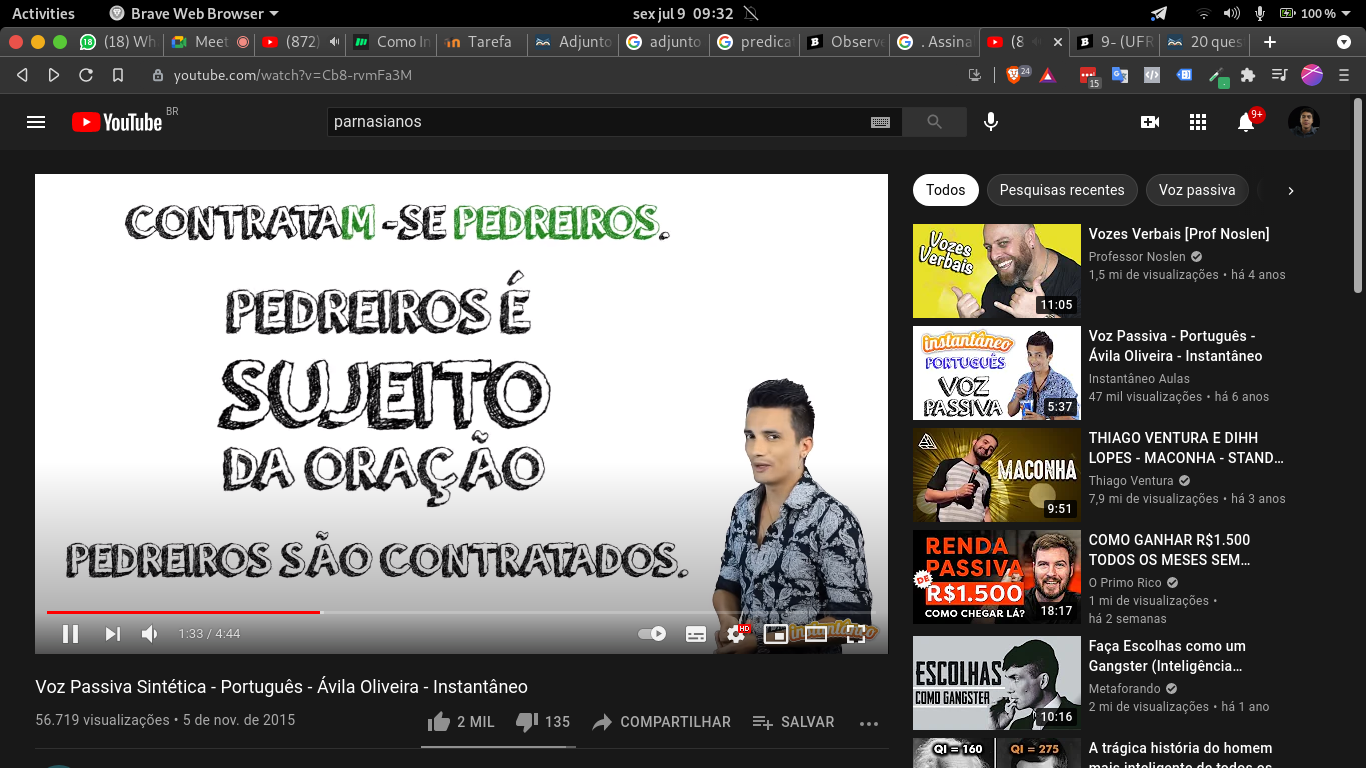 Activities
Brave Web Browser
sex jul 9 09:32
100 %
(18) Wh
Meet
(872)
Como In
Tarefa
Adjunto
adjunto
predica
Observe
. Assina
(8
9- (UFR
20 ques
youtube.com/watch?v=Cb8-rvmFa3M
24
15
YouTube BR
parnasianos
9+
CONTRATAM-SE PEDREIROS.
PEDREIROS É
SUJEITO
DA ORAÇÃO
PEDREIROS SÃO CONTRATADOS.
instantâneo
1:33 / 4:44
HD
Voz Passiva Sintética - Português - Ávila Oliveira - Instantâneo
56.719 visualizações • 5 de nov. de 2015
2 MIL
135
COMPARTILHAR
SALVAR
Todos
Pesquisas recentes
Voz passiva
Vozes
Verbais
11:05
Vozes Verbais [Prof Noslen]
Professor Noslen
1,5 mi de visualizações • há 4 anos
instantâneo
PORTUGUÊS
VOZ
PASSIVA
5:37
Voz Passiva - Português -
Ávila Oliveira - Instantâneo
Instantâneo Aulas
47 mil visualizações • há 6 anos
MACONHA
9:51
THIAGO VENTURA E DIHH
LOPES - MACONHA - STAND…
Thiago Ventura
7,9 mi de visualizações • há 3 anos
RENDA
PASSIVA
DE
R$1.500
COMO CHEGAR LÁ?
18:17
COMO GANHAR R$1.500
TODOS OS MESES SEM…
O Primo Rico
1 mi de visualizações •
há 2 semanas
ESCOLHAS
COMO GANGSTER
10:16
Faça Escolhas como um
Gangster (Inteligência…
Metaforando
2 mi de visualizações • há 1 ano
QI = 160
QI = 275
A trágica história do homem
mais inteligente de todos os